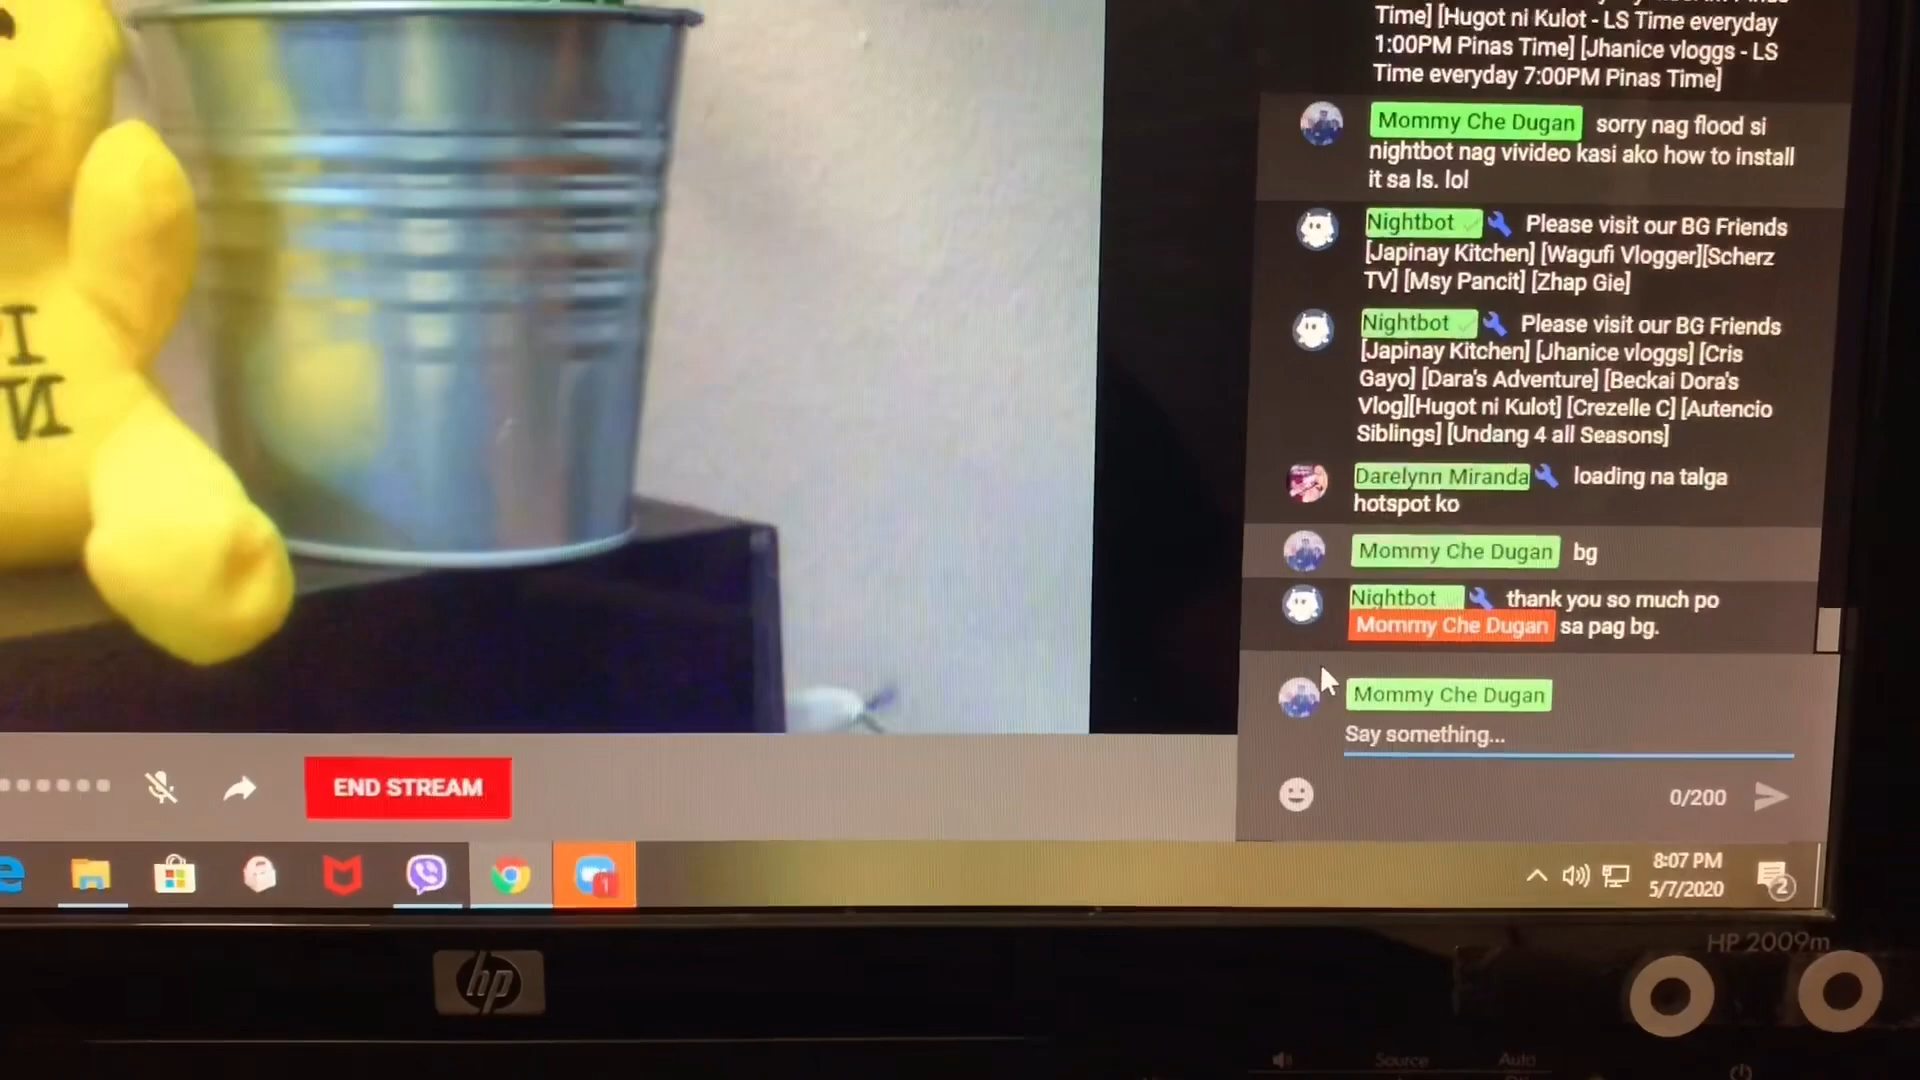 Time] [Hugot ni Kulot - LS Time everyday
1:00PM Pinas Time] [Jhanice vloggs - LS
Time everyday 7:00PM Pinas Time]
Mommy Che Dugan sorry nag flood si
nightbot nag vivideo kasi ako how to install
it sa ls. lol
Nightbot Please visit our BG Friends
[Japinay Kitchen] [Wagufi Vlogger][Scherz
TV] [Msy Pancit] [Zhap Gie]
Nightbot Please visit our BG Friends
[Japinay Kitchen] [Jhanice vloggs] [Cris
Gayo] [Dara's Adventure] [Beckai Dora's
Vlog][Hugot ni Kulot] [Crezelle C] [Autencio
Siblings] [Undang 4 all Seasons]
Darelynn Miranda loading na talga
hotspot ko
Mommy Che Dugan bg
Nightbot thank you so much po
Mommy Che Dugan sa pag bg.
Mommy Che Dugan
Say something...
0/200
END STREAM
1
8:07 PM
5/7/2020
2
hp
HP 2009m
Source
Auto